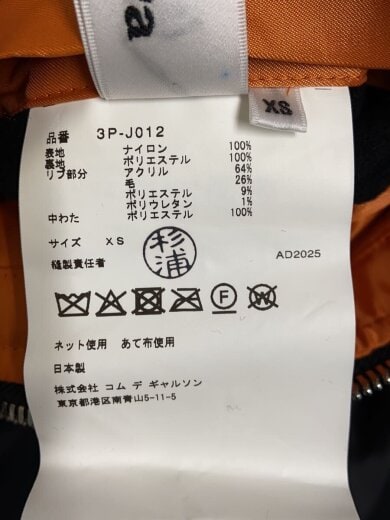 a
XS
品番 3P-J012
表地 ナイロン 100%
裏地 ポリエステル 100%
リブ部分 アクリル 64%
毛 26%
ポリエステル 9%
ポリウレタン 1%
中わた ポリエステル 100%
サイズ XS
縫製責任者 杉浦
AD2025
F W
ネット使用 あて布使用
日本製
株式会社 コム デ ギャルソン
東京都港区南青山5-11-5